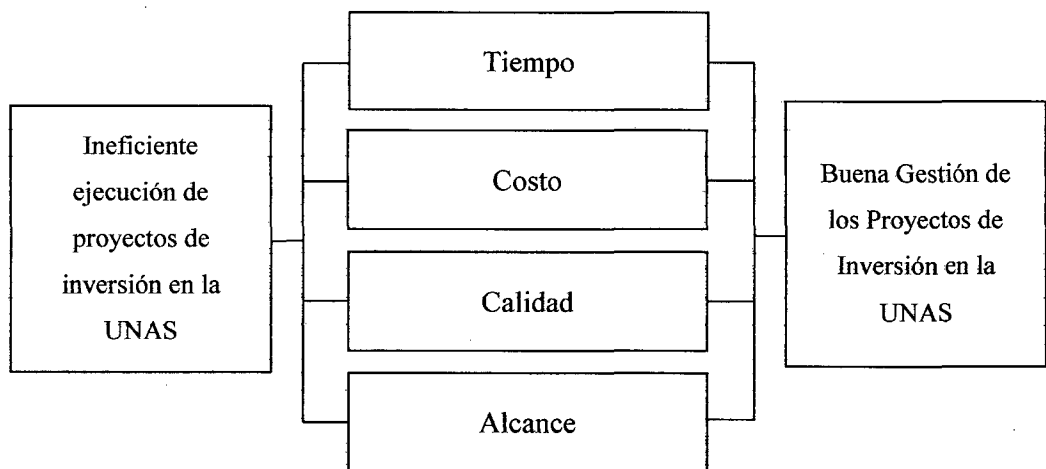 Ineficiente
ejecución de
proyectos de
inversión en la
UNAS
Tiempo
Costo
Calidad
Alcance
Buena Gestión de
los Proyectos de
Inversión en la
UNAS